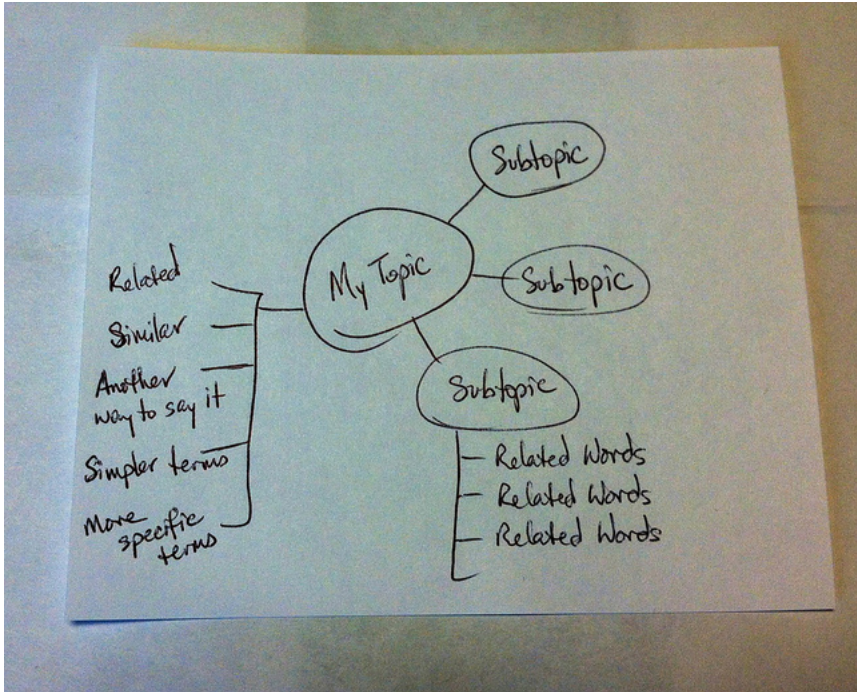 Subtopic
My Topic
Subtopic
Subtopic
Related Words
Related Words
Related Words
Related
Similar
Another
way to say it
Simpler terms
More
specific
terms